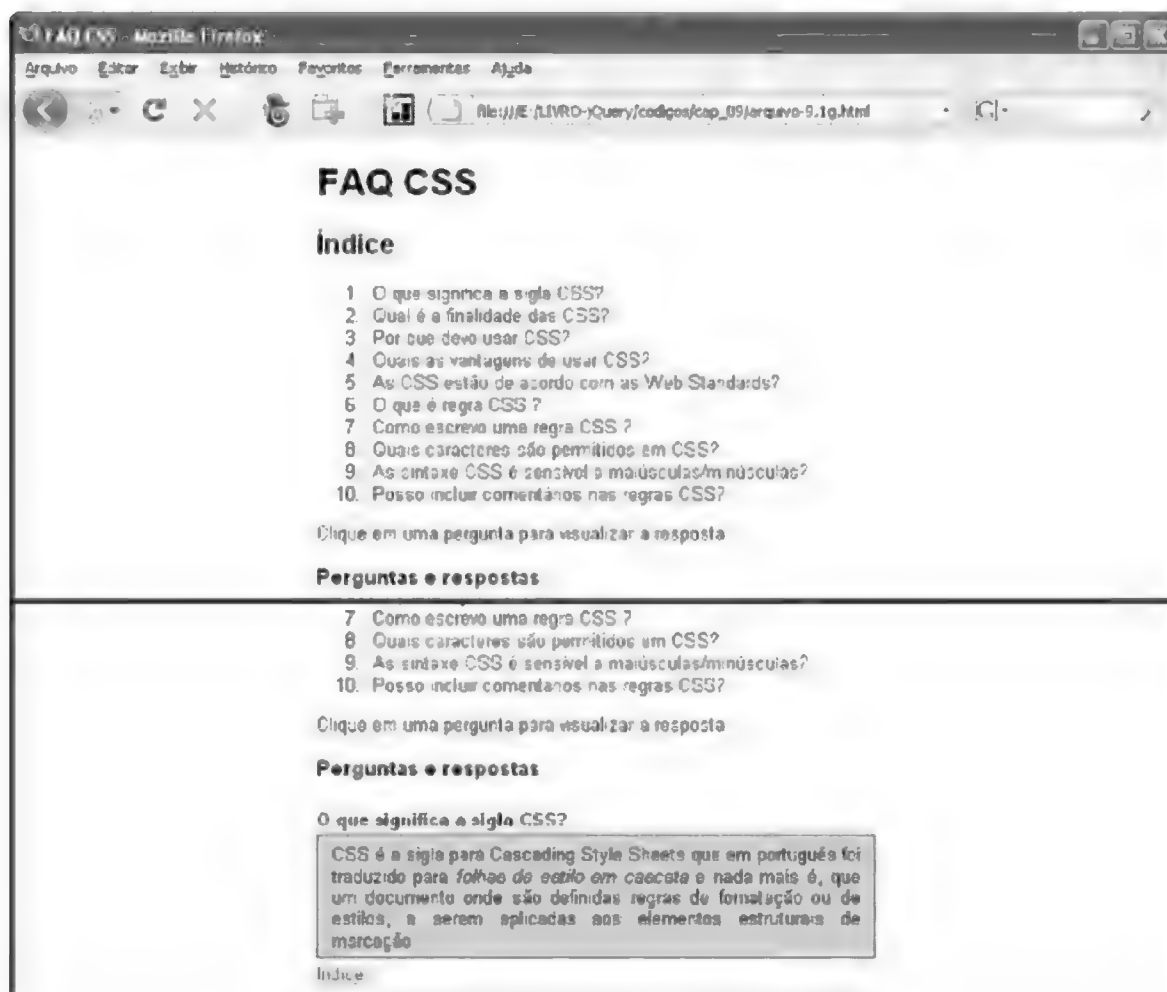 FAQ CSS - Mozilla Firefox
Arquivo Editar Exibir Histórico Favoritos Ferramentas Ajuda
file:///E:/LIVRO-jQuery/codigos/cap_09/arquivo-9.1g.html
FAQ CSS
Índice
1 O que significa a sigla CSS?
2. Qual é a finalidade das CSS?
3 Por que devo usar CSS?
4 Quais as vantagens de usar CSS?
5 As CSS estão de acordo com as Web Standards?
6 O que é regra CSS ?
7 Como escrevo uma regra CSS ?
8 Quais caracteres são permitidos em CSS?
9 As sintaxe CSS é sensível a maiúsculas/minúsculas?
10. Posso incluir comentários nas regras CSS?
Clique em uma pergunta para visualizar a resposta
Perguntas e respostas
7 Como escrevo uma regra CSS ?
8 Quais caracteres são permitidos em CSS?
9. As sintaxe CSS é sensível a maiúsculas/minúsculas?
10. Posso incluir comentários nas regras CSS?
Clique em uma pergunta para visualizar a resposta
Perguntas e respostas
O que significa a sigla CSS?
CSS é a sigla para Cascading Style Sheets que em português foi
traduzido para folhas de estilo em cascata e nada mais é, que
um documento onde são definidas regras de formatação ou de
estilos, a serem aplicadas aos elementos estruturais de
marcação
Índice